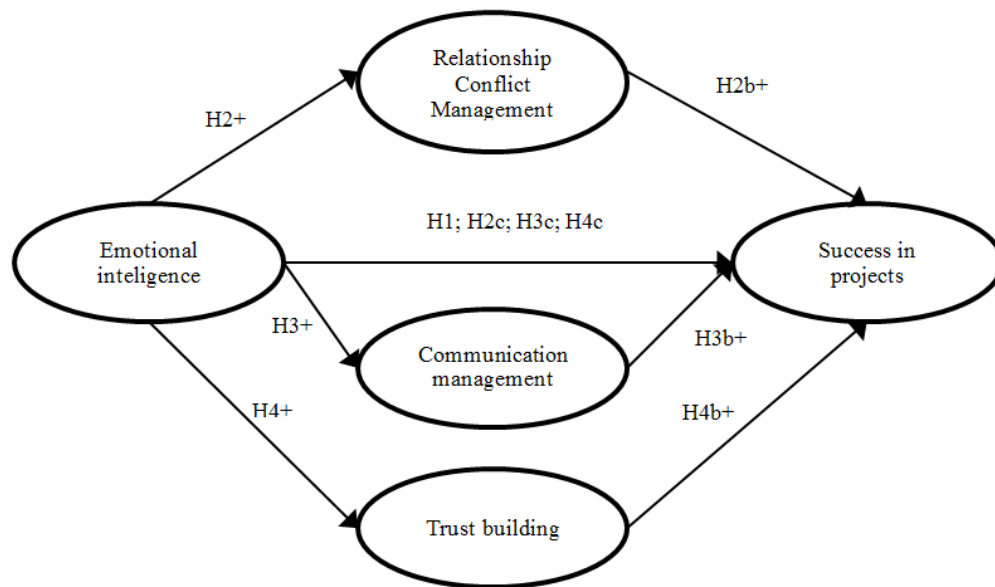 Relationship
Conflict
Management
H2b+
H2+
H1; H2c; H3c; H4c
Emotional
inteligence
Success in
projects
H3+
H3b+
Communication
management
H4+
H4b+
Trust building